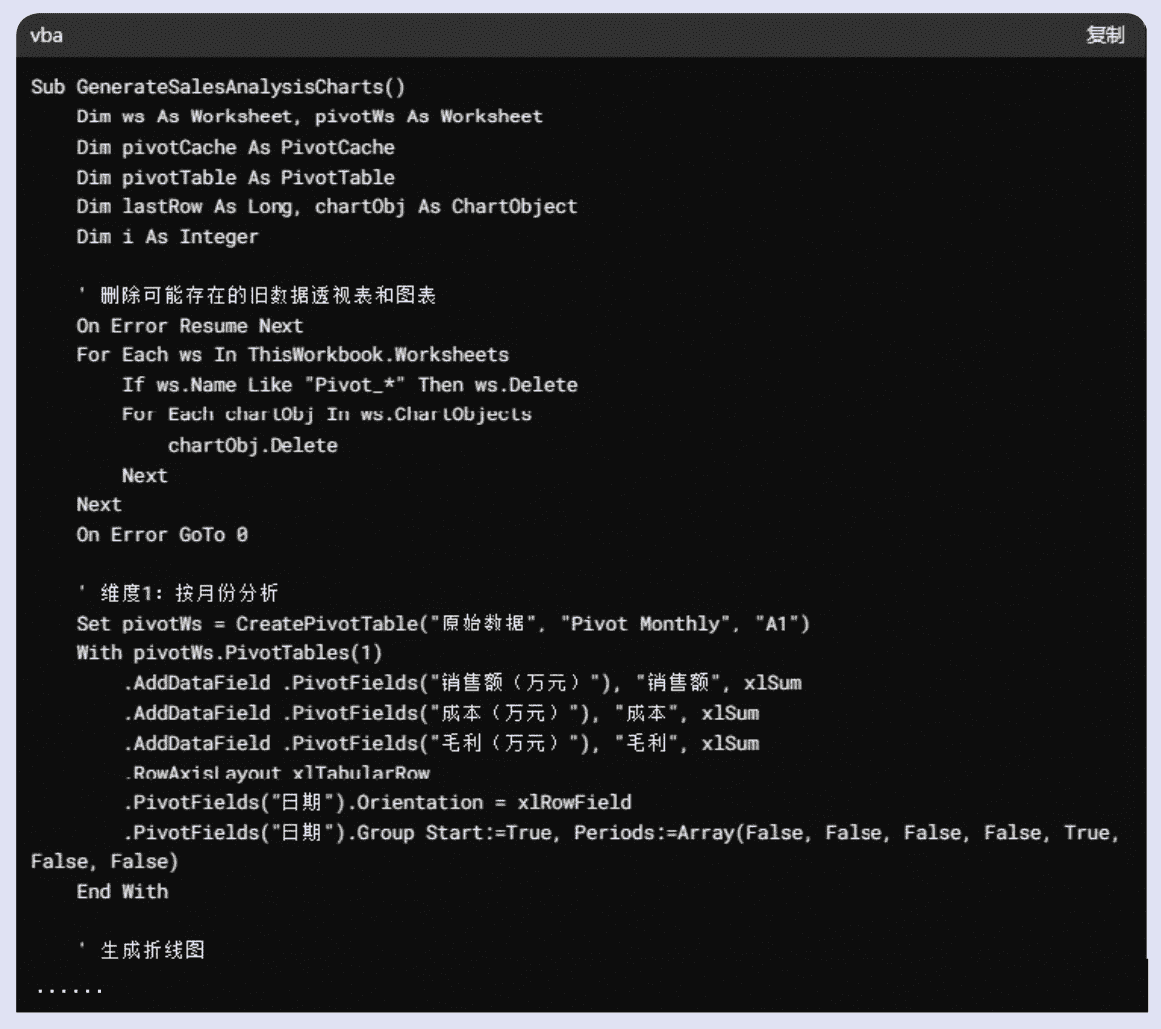 vba
复制
Sub GenerateSalesAnalysisCharts()
    Dim ws As Worksheet, pivotWs As Worksheet
    Dim pivotCache As PivotCache
    Dim pivotTable As PivotTable
    Dim lastRow As Long, chartObj As ChartObject
    Dim i As Integer
    ' 删除可能存在的旧数据透视表和图表
    On Error Resume Next
    For Each ws In ThisWorkbook.Worksheets
        If ws.Name Like "Pivot_*" Then ws.Delete
        For Each chartObj In ws.ChartObjects
            chartObj.Delete
        Next
    Next
    On Error GoTo 0
    ' 维度1: 按月份分析
    Set pivotWs = CreatePivotTable("原始数据", "Pivot Monthly", "A1")
    With pivotWs.PivotTables(1)
        .AddDataField .PivotFields("销售额（万元）"), "销售额", xlSum
        .AddDataField .PivotFields("成本（万元）"), "成本", xlSum
        .AddDataField .PivotFields("毛利（万元）"), "毛利", xlSum
        .RowAxisLayout xlTabularRow
        .PivotFields("日期").Orientation = xlRowField
        .PivotFields("日期").Group Start:=True, Periods:=Array(False, False, False, False, True,
False, False)
    End With
    ' 生成折线图
......